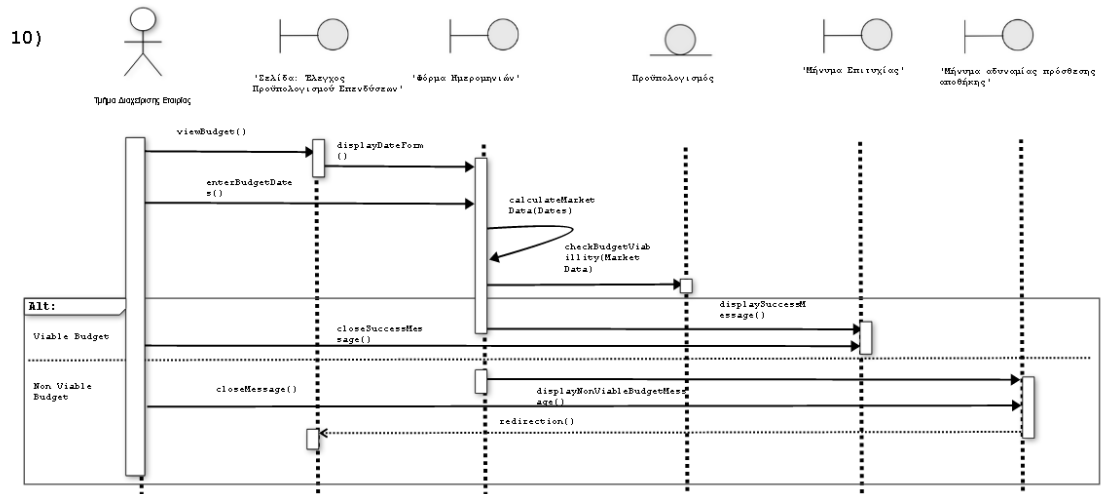 10)
Τμήμα Διαχείρισης Εταιρίας
'Σελίδα: Έλεγχος
Προϋπολογισμού Επενδύσεων'
'Φόρμα Ημερομηνιών'
Προϋπολογισμός
'Μήνυμα Επιτυχίας'
'Μήνυμα αδυναμίας πρόσθεσης
αποθήκης'
viewBudget()
displayDateForm
()
enterBudgetDate
s()
calculateMarket
Data(Dates)
checkBudgetViab
illity(Market
Data)
Alt:
displaySuccessM
essage()
Viable Budget
closeSuccessMes
sage()
Non Viable
Budget
closeMessage()
displayNonViableBudgetMess
age()
redirection()